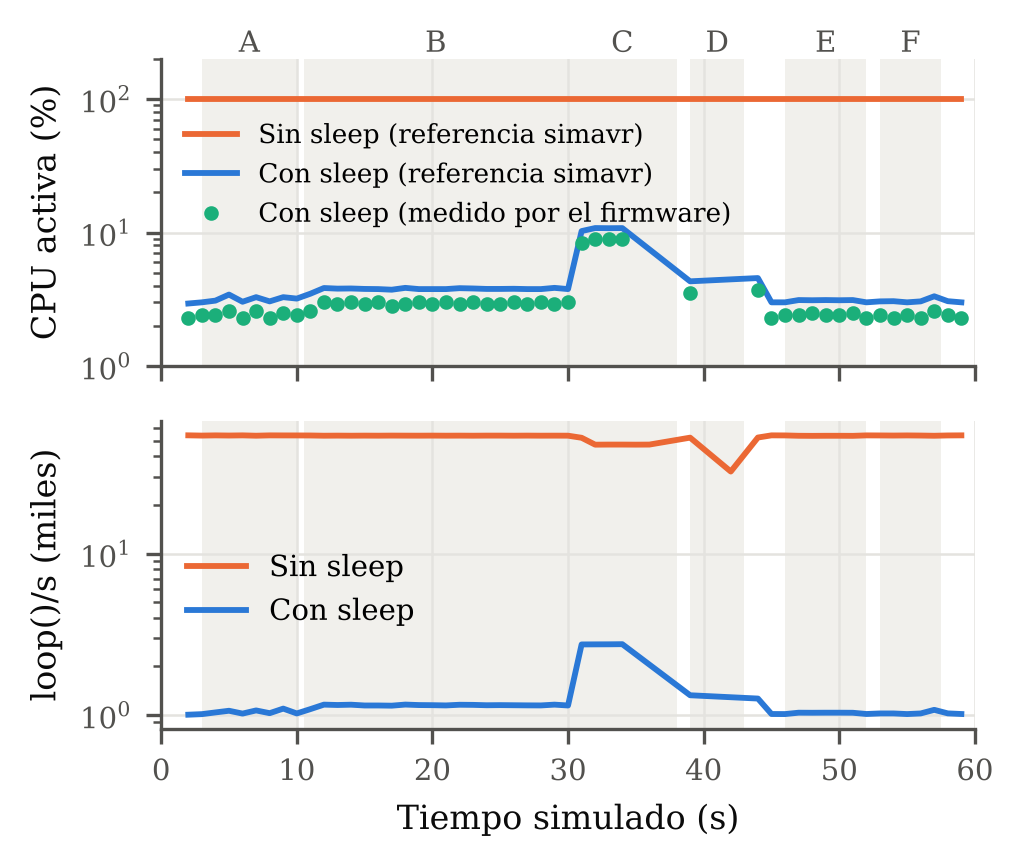 A B C D E F
CPU activa (%)
10²
Sin sleep (referencia simavr)
Con sleep (referencia simavr)
Con sleep (medido por el firmware)
10¹
10⁰
loop()/s (miles)
10¹
Sin sleep
Con sleep
10⁰
0 10 20 30 40 50 60
Tiempo simulado (s)